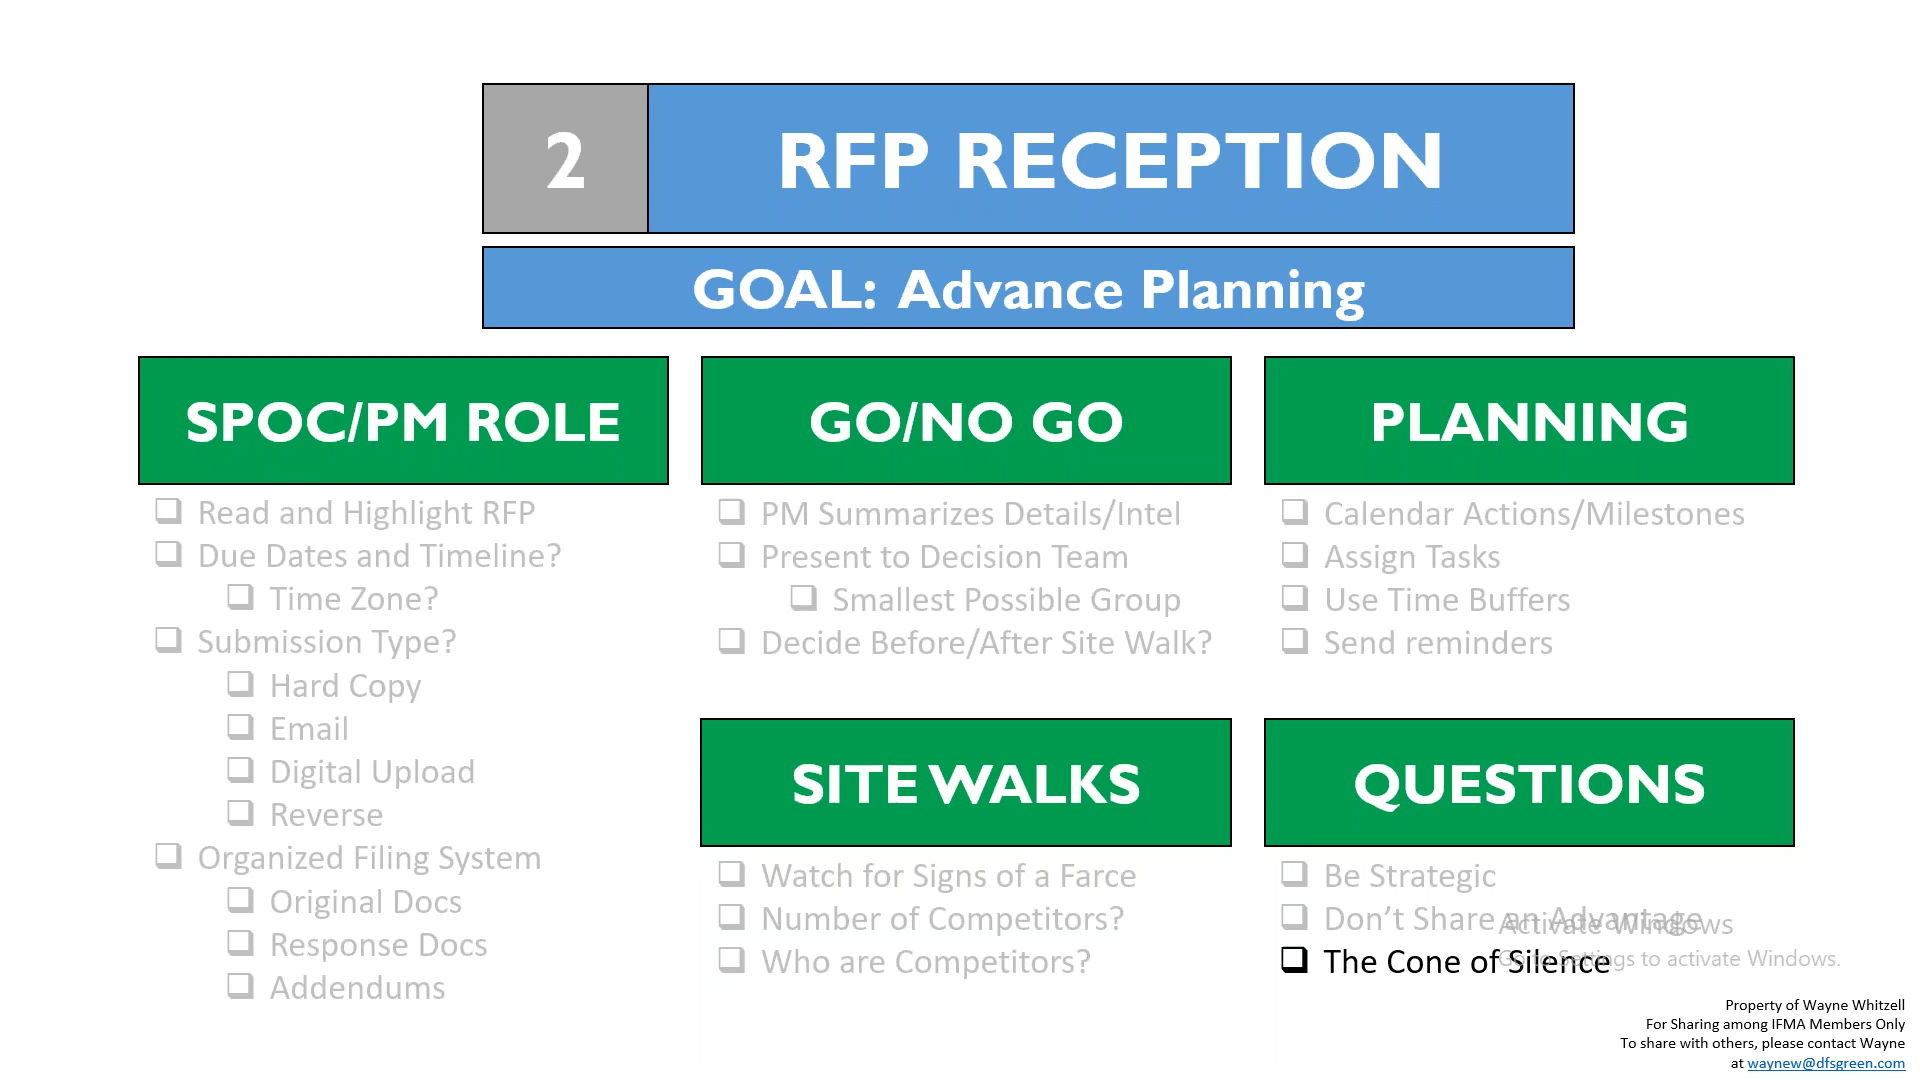 2
RFP RECEPTION
GOAL: Advance Planning
SPOC/PM ROLE
❑ Read and Highlight RFP
❑ Due Dates and Timeline?
❑ Time Zone?
❑ Submission Type?
❑ Hard Copy
❑ Email
❑ Digital Upload
❑ Reverse
❑ Organized Filing System
❑ Original Docs
❑ Response Docs
❑ Addendums
GO/NO GO
❑ PM Summarizes Details/Intel
❑ Present to Decision Team
❑ Smallest Possible Group
❑ Decide Before/After Site Walk?
SITE WALKS
❑ Watch for Signs of a Farce
❑ Number of Competitors?
❑ Who are Competitors?
PLANNING
❑ Calendar Actions/Milestones
❑ Assign Tasks
❑ Use Time Buffers
❑ Send reminders
QUESTIONS
❑ Be Strategic
❑ Don’t Share an Advantage
❑ The Cone of Silence
Activate Windows
Go to Settings to activate Windows.
Property of Wayne Whitzell
For Sharing among IFMA Members Only
To share with others, please contact Wayne
at waynew@dfsgreen.com